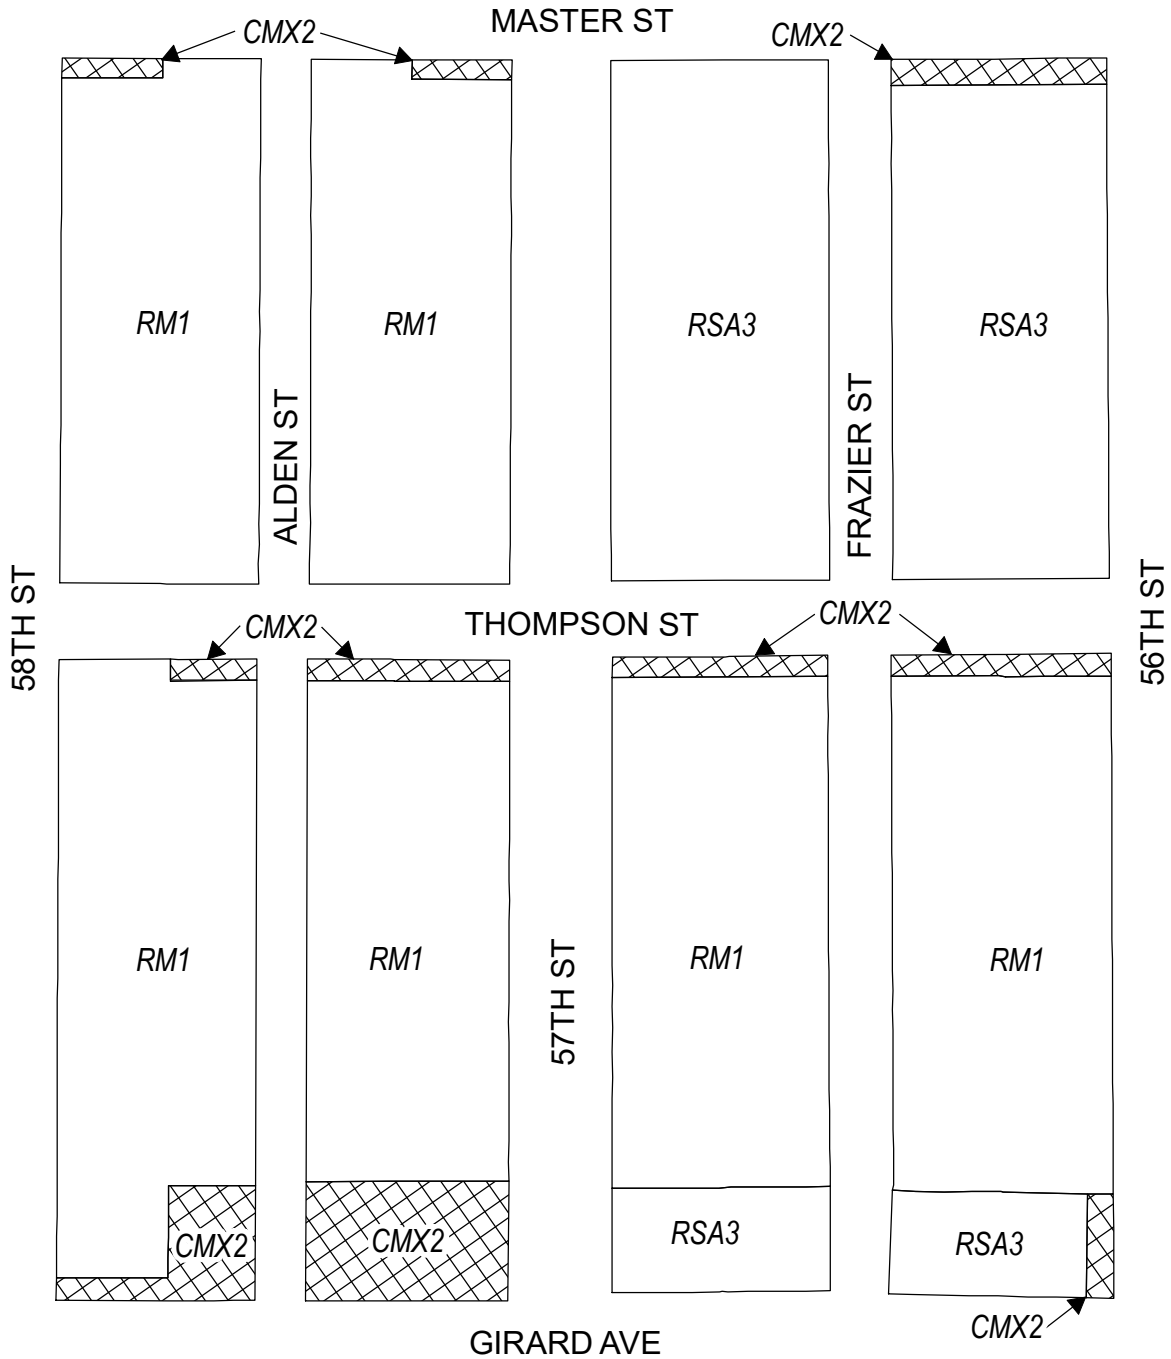 MASTER ST
CMX2
CMX2
RM1
RM1
RSA3
RSA3
ALDEN ST
FRAZIER ST
58TH ST
56TH ST
CMX2
THOMPSON ST
CMX2
RM1
RM1
RM1
RM1
57TH ST
CMX2
CMX2
RSA3
RSA3
CMX2
GIRARD AVE